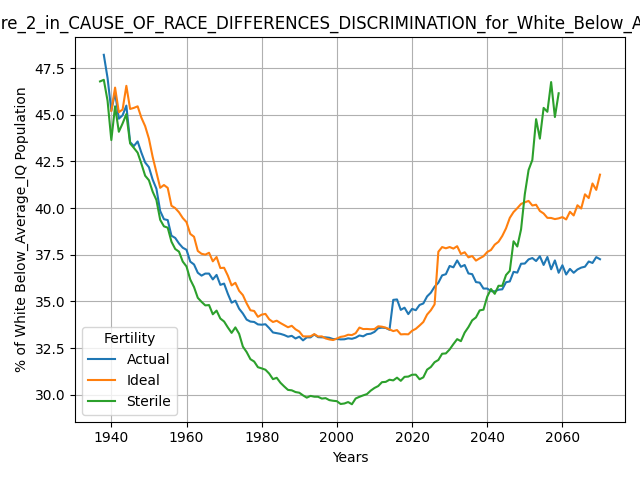 re_2_in_CAUSE_OF_RACE_DIFFERENCES_DISCRIMINATION_for_White_Below_A
% of White Below_Average_IQ Population
47.5
45.0
42.5
40.0
37.5
35.0
32.5
30.0
Fertility
Actual
Ideal
Sterile
1940 1960 1980 2000 2020 2040 2060
Years